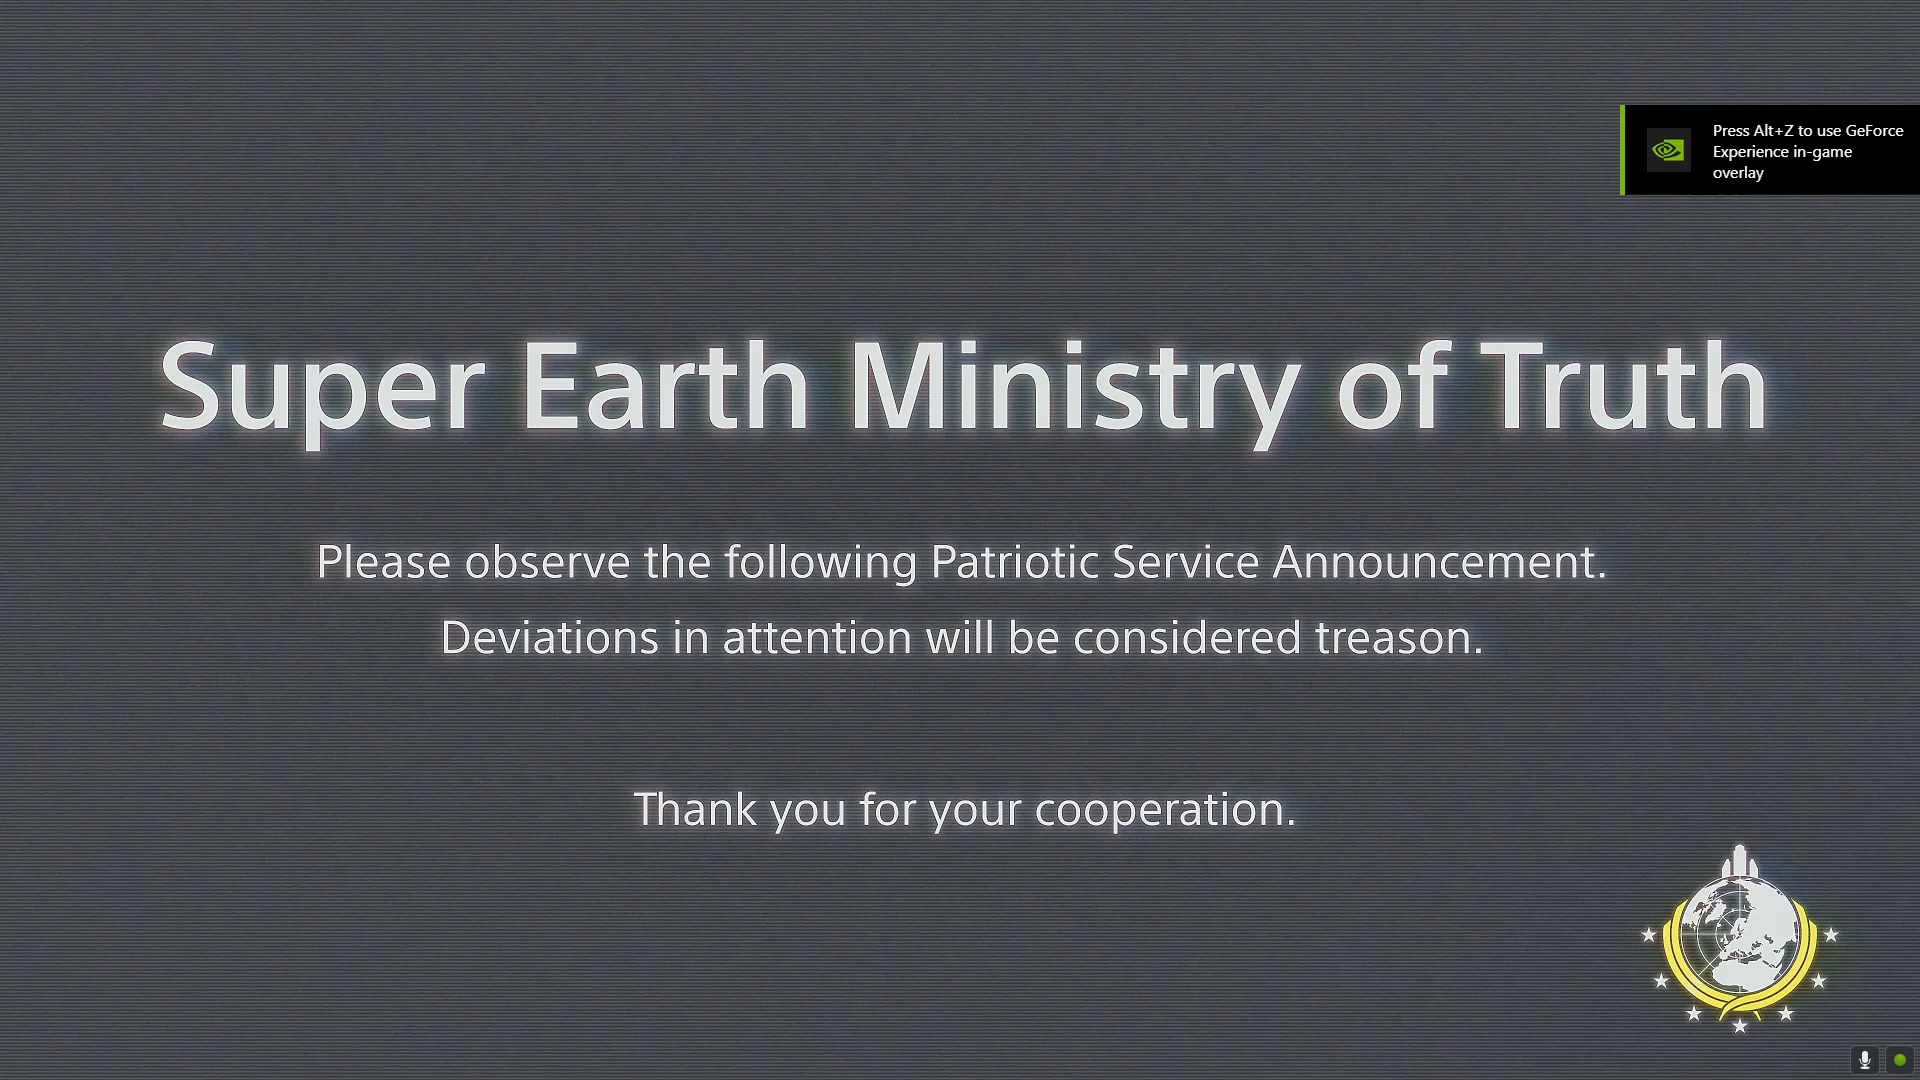 Press Alt+Z to use GeForce
Experience in-game
overlay
Super Earth Ministry of Truth
Please observe the following Patriotic Service Announcement.
Deviations in attention will be considered treason.
Thank you for your cooperation.